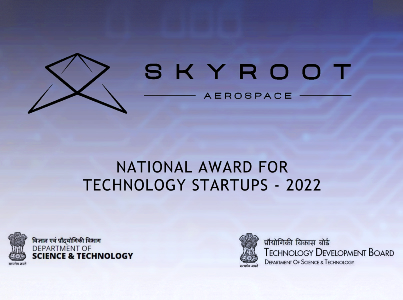 SKYROOT
AEROSPACE
NATIONAL AWARD FOR
TECHNOLOGY STARTUPS - 2022
विज्ञान एवं प्रौद्योगिकी विभाग
DEPARTMENT OF
SCIENCE & TECHNOLOGY
प्रौद्योगिकी विकास बोर्ड
TECHNOLOGY DEVELOPMENT BOARD
DEPARTMENT OF SCIENCE & TECHNOLOGY